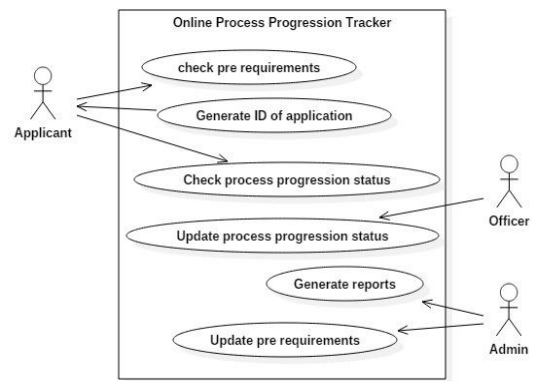 Online Process Progression Tracker
check pre requirements
Generate ID of application
Applicant
Check process progression status
Officer
Update process progression status
Generate reports
Update pre requirements
Admin